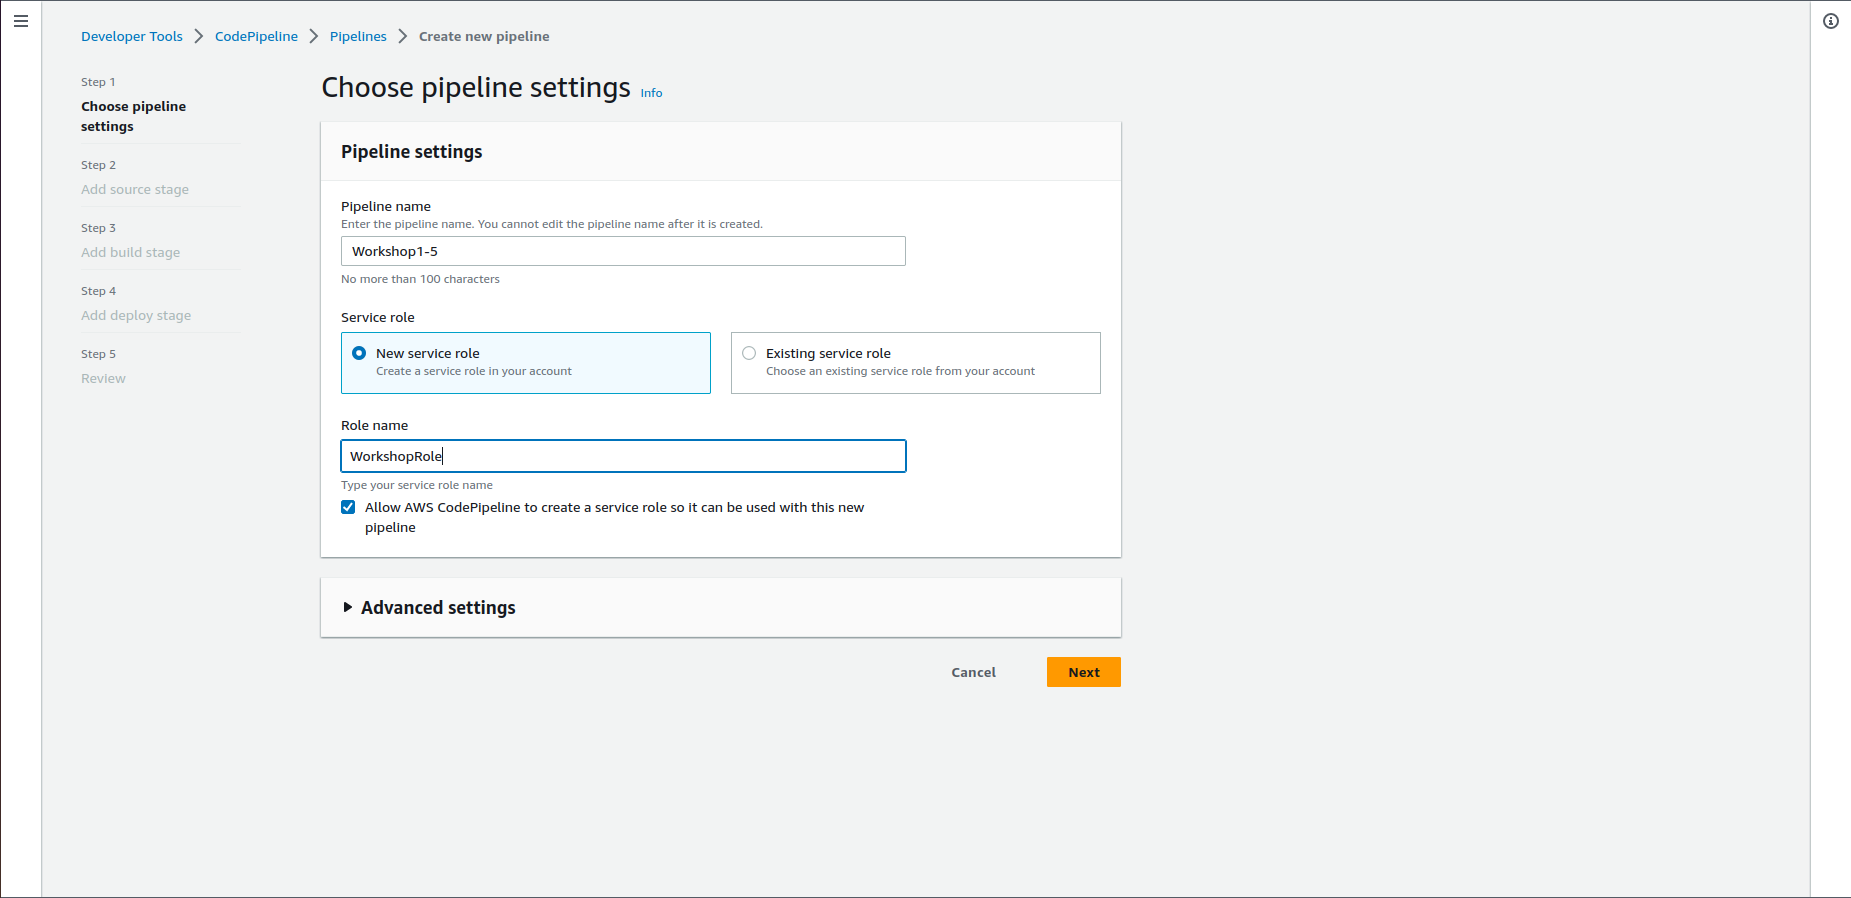 Developer Tools > CodePipeline > Pipelines > Create new pipeline
Step 1
Choose pipeline
settings
Step 2
Add source stage
Step 3
Add build stage
Step 4
Add deploy stage
Step 5
Review
Choose pipeline settings Info
Pipeline settings
Pipeline name
Enter the pipeline name. You cannot edit the pipeline name after it is created.
Workshop1-5
No more than 100 characters
Service role
New service role
Create a service role in your account
Existing service role
Choose an existing service role from your account
Role name
WorkshopRole
Type your service role name
Allow AWS CodePipeline to create a service role so it can be used with this new
pipeline
Advanced settings
Cancel
Next